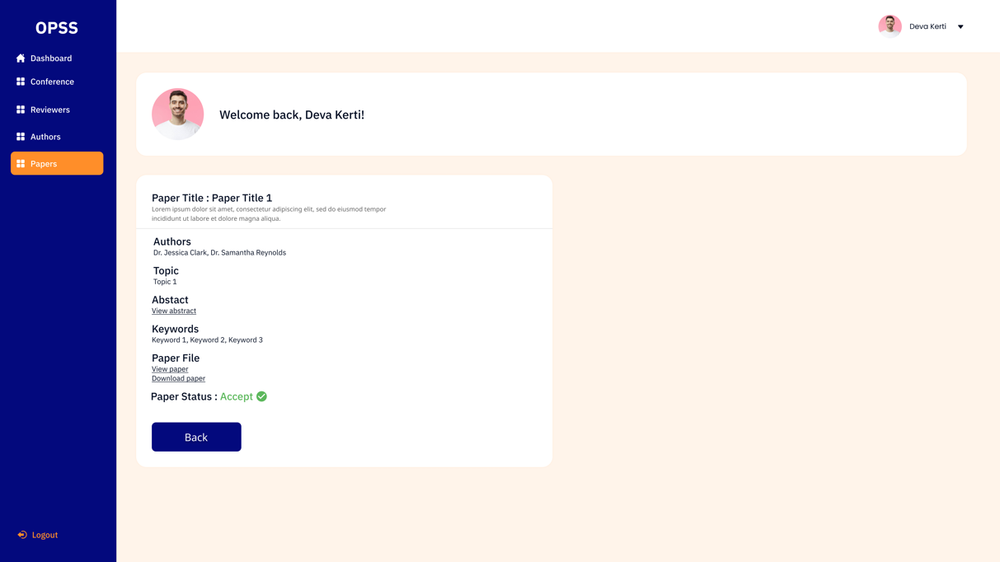 OPSS
Dashboard
Conference
Reviewers
Authors
Papers
Logout
Deva Kerti
Welcome back, Deva Kerti!
Paper Title : Paper Title 1
Lorem ipsum dolor sit amet, consectetur adipiscing elit, sed do eiusmod tempor
incididunt ut labore et dolore magna aliqua.
Authors
Dr. Jessica Clark, Dr. Samantha Reynolds
Topic
Topic 1
Abstact
View abstract
Keywords
Keyword 1, Keyword 2, Keyword 3
Paper File
View paper
Download paper
Paper Status : Accept
Back